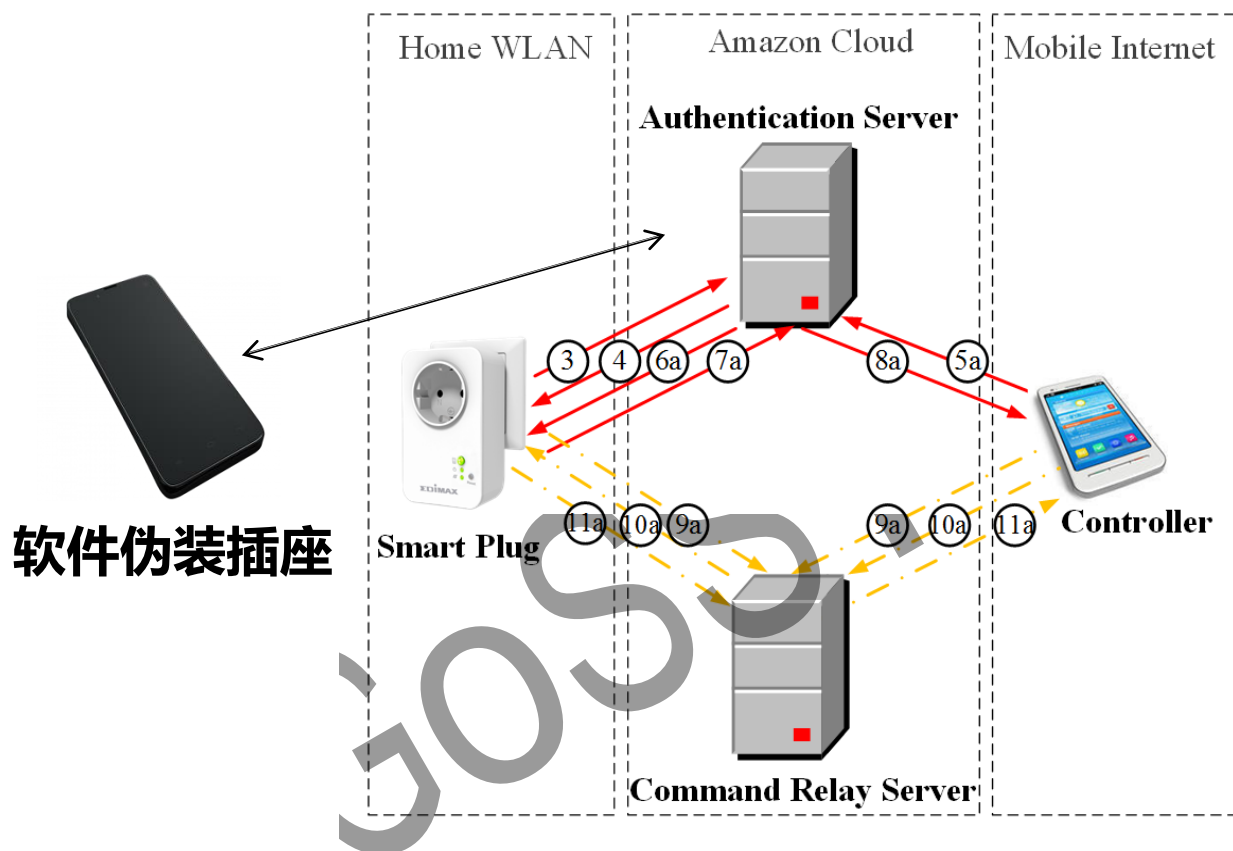 Home WLAN
Amazon Cloud
Mobile Internet
Authentication Server
3
4
6a
7a
8a
5a
EDIMAX
软件伪装插座
Smart Plug
11a
10a
9a
9a
10a
11a
Controller
Command Relay Server